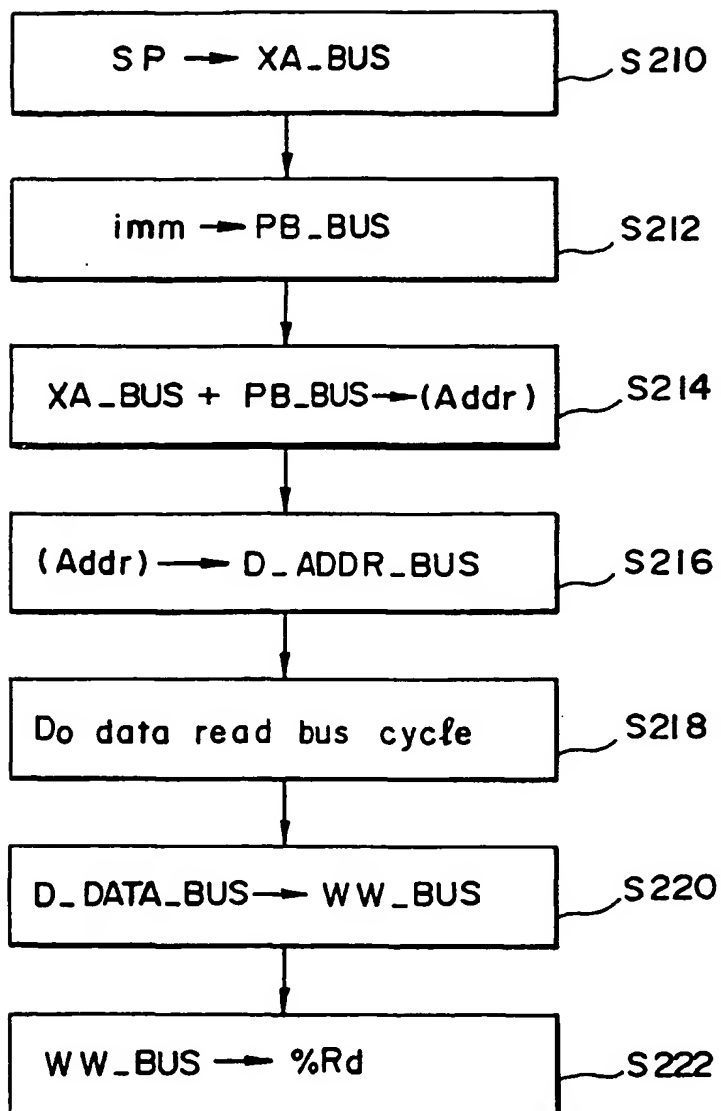 SP → XA_BUS S210
imm → PB_BUS S212
XA_BUS + PB_BUS → (Addr) S214
(Addr) → D_ADDR_BUS S216
Do data read bus cycle S218
D_DATA_BUS → WW_BUS S220
WW_BUS → %Rd S222